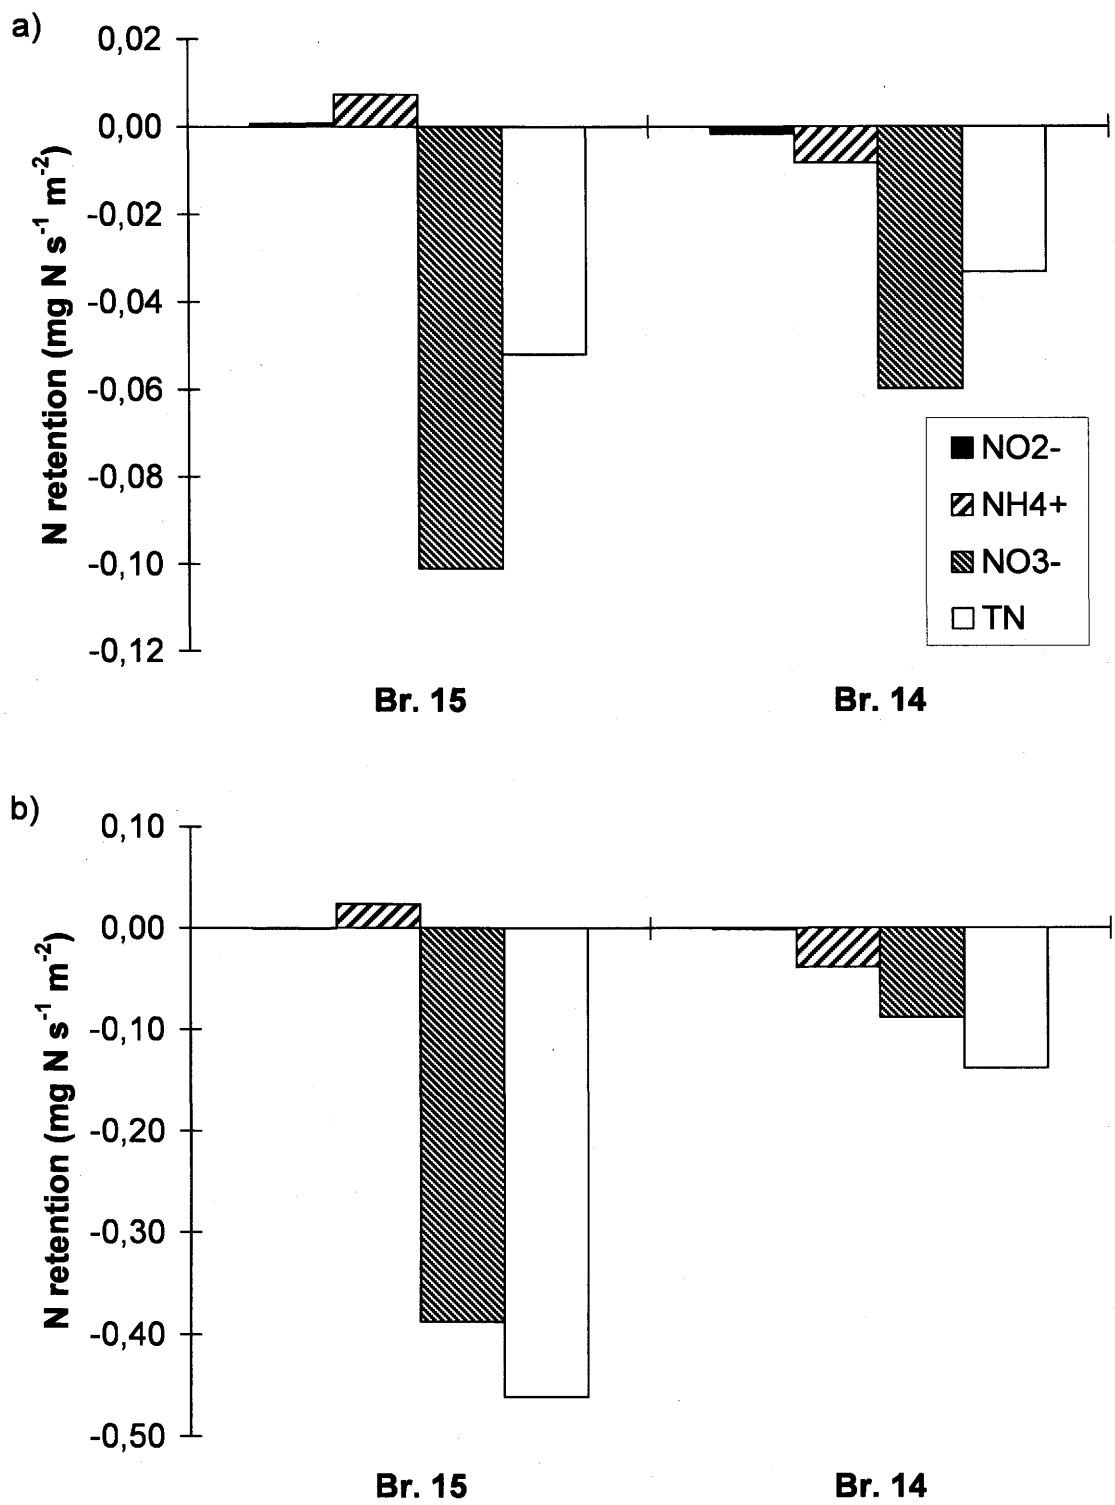 a)
0,02
0,00
-0,02
-0,04
-0,06
-0,08
-0,10
-0,12
N retention (mg N s-1 m-2)
NO2-
NH4+
NO3-
TN
Br. 15
Br. 14
b)
0,10
0,00
-0,10
-0,20
-0,30
-0,40
-0,50
N retention (mg N s-1 m-2)
Br. 15
Br. 14